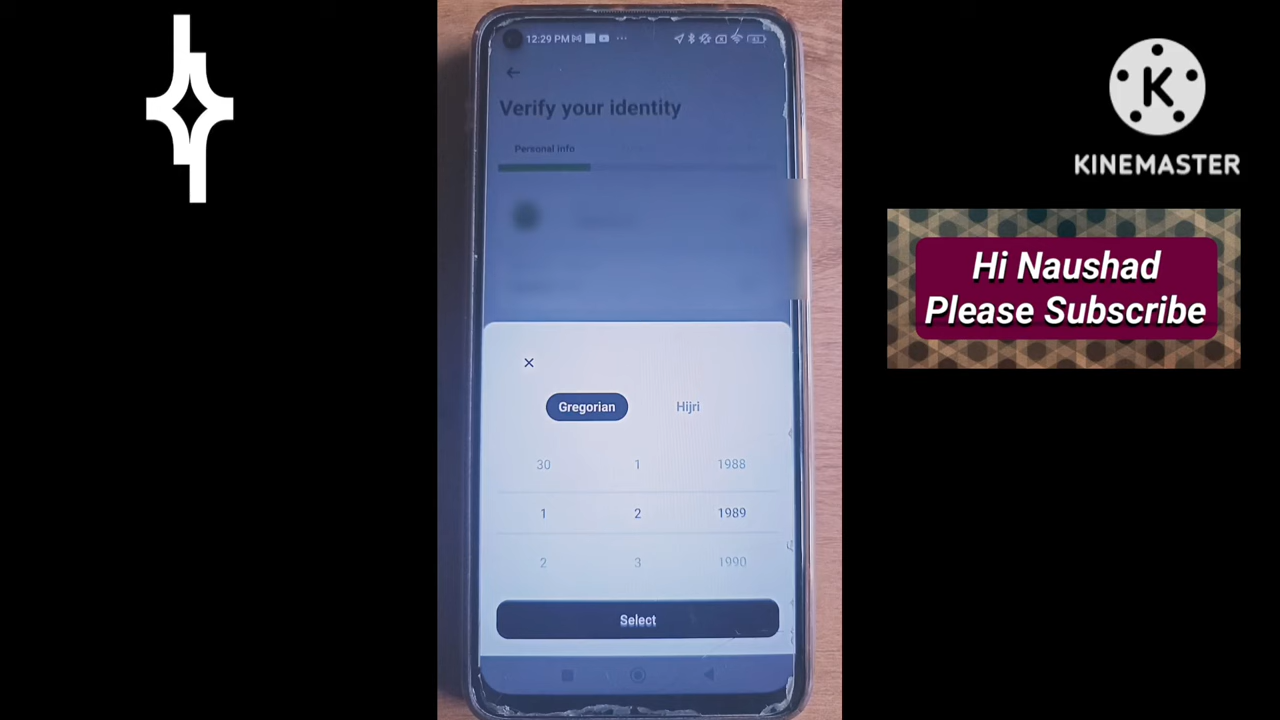 12:29 PM
Verify your identity
Personal info
Gregorian
Hijri
30 1 1988
1 2 1989
2 3 1990
Select
KINEMASTER
Hi Naushad
Please Subscribe